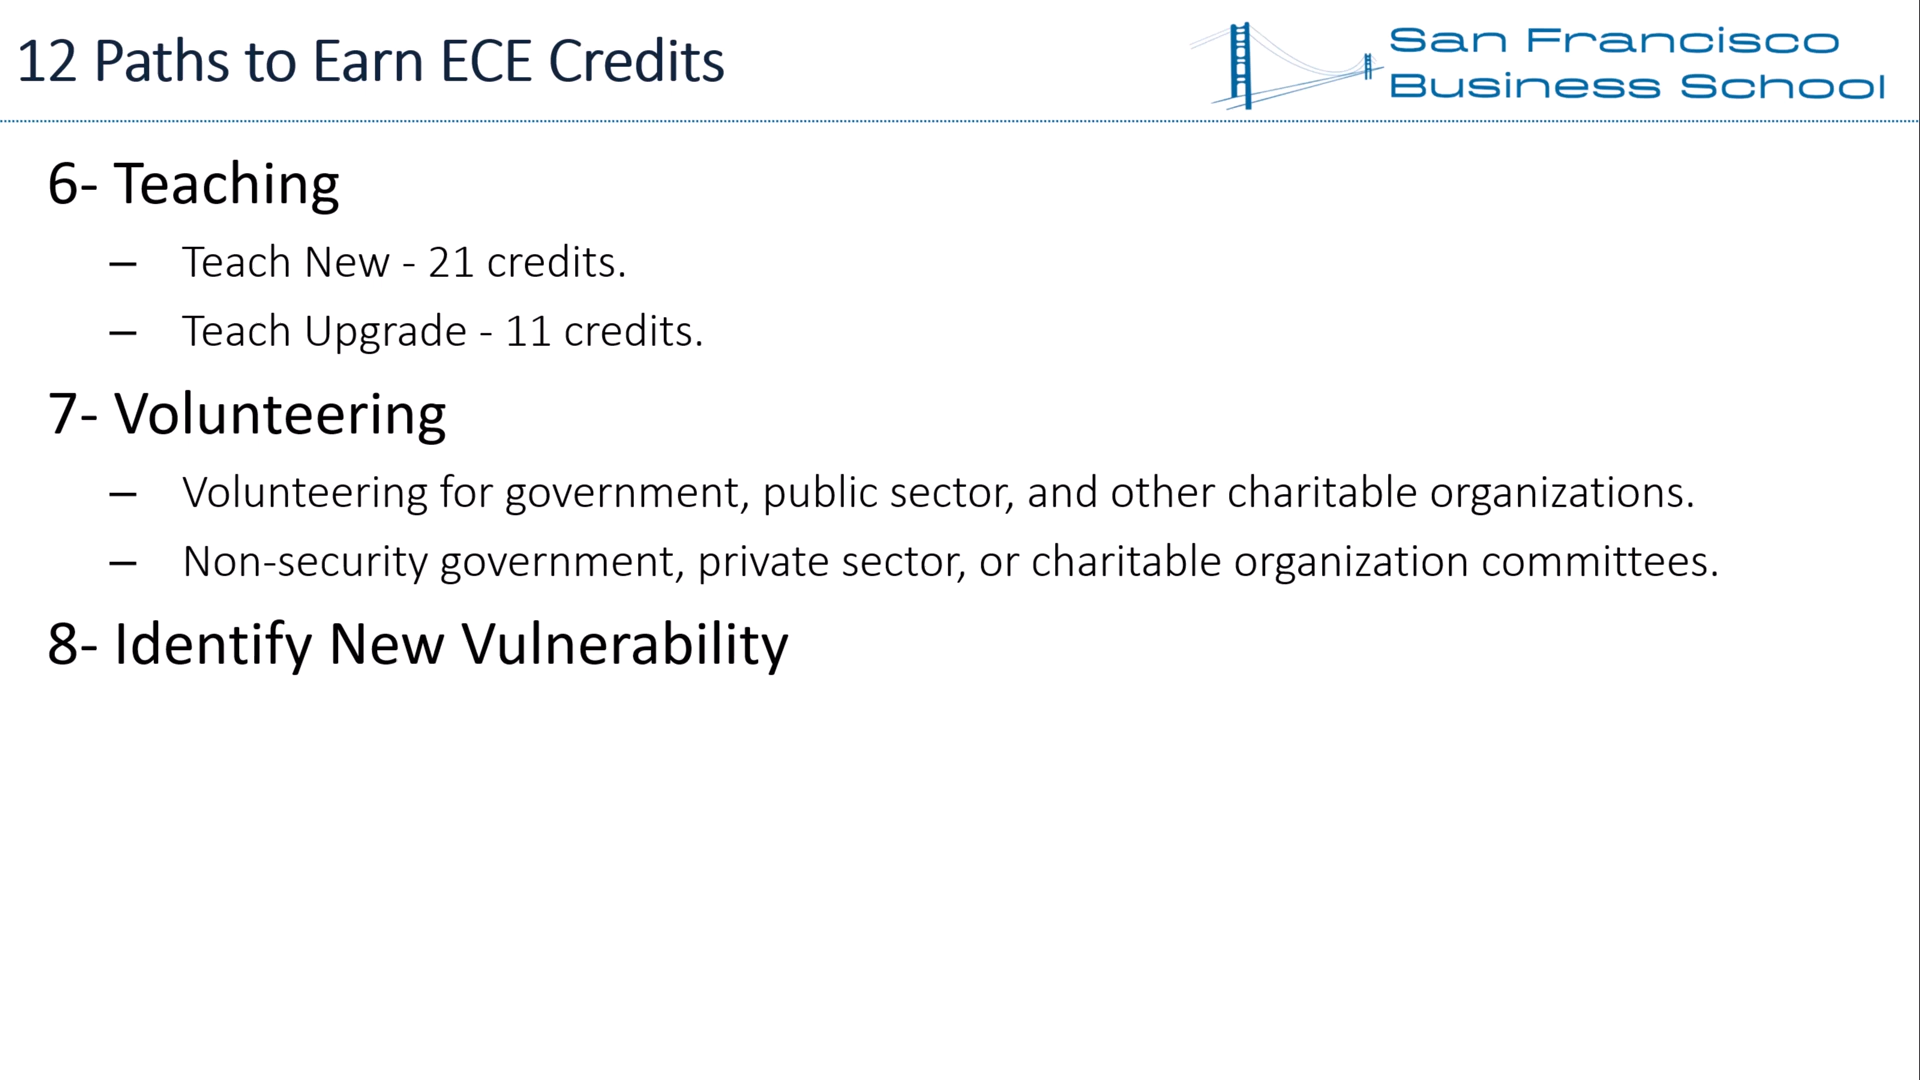 12 Paths to Earn ECE Credits
San Francisco
Business School
6- Teaching
– Teach New - 21 credits.
– Teach Upgrade - 11 credits.
7- Volunteering
– Volunteering for government, public sector, and other charitable organizations.
– Non-security government, private sector, or charitable organization committees.
8- Identify New Vulnerability